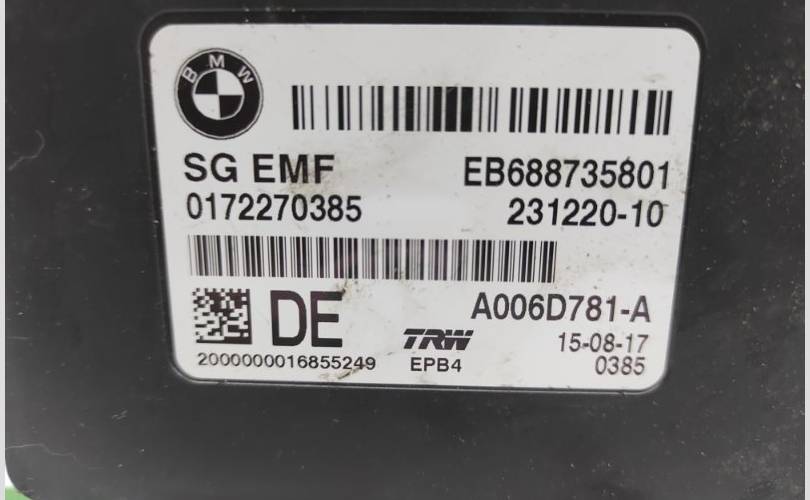 BMW
SG EMF EB688735801
0172270385 231220-10
DE A006D781-A
TRW 15-08-17
2000000016855249 EPB4 0385